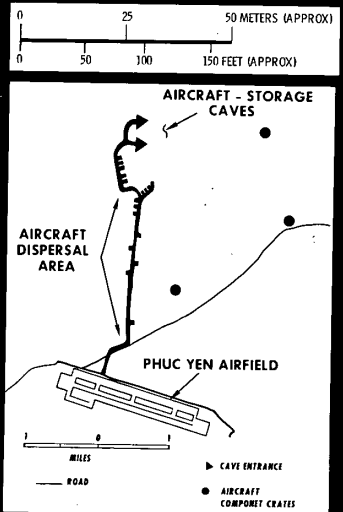 0 25 50 METERS (APPROX)
0 50 100 150 FEET (APPROX)
AIRCRAFT - STORAGE
CAVES
AIRCRAFT
DISPERSAL
AREA
PHUC YEN AIRFIELD
1 0 1
MILES
ROAD
CAVE ENTRANCE
AIRCRAFT
COMPONET CRATES